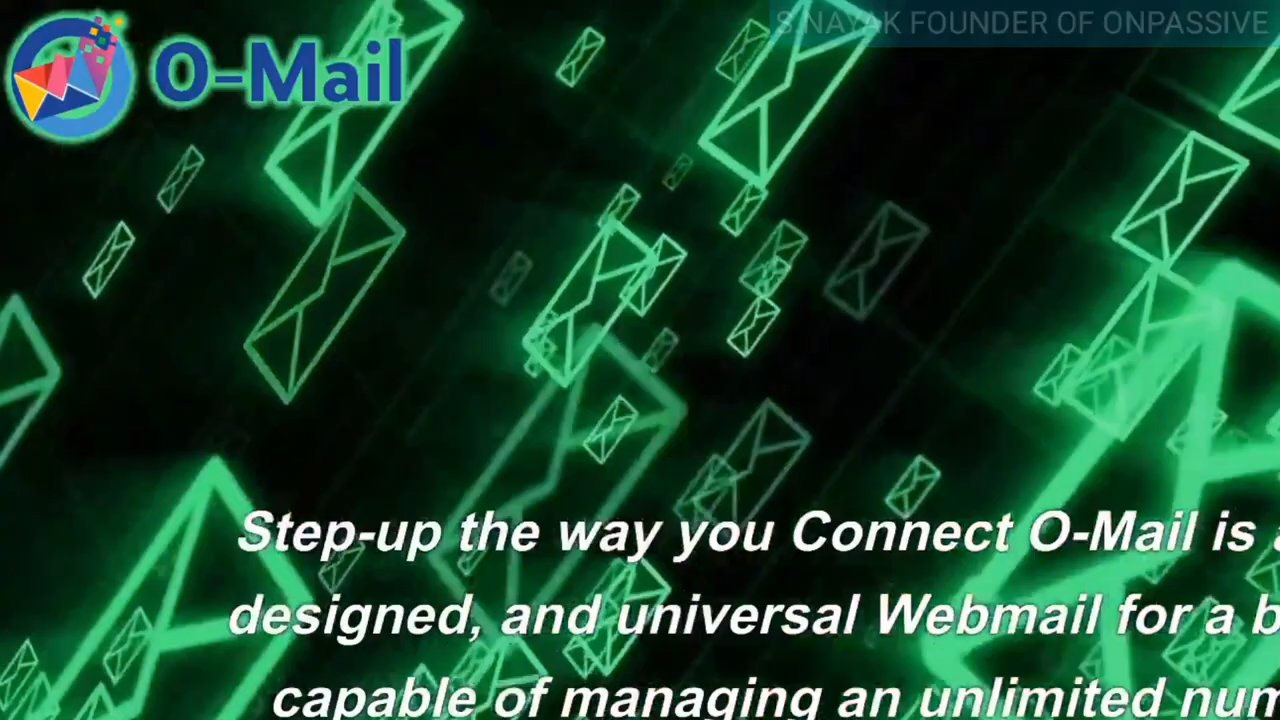 S.NAYAK FOUNDER OF ONPASSIVE
O-Mail
Step-up the way you Connect O-Mail is
designed, and universal Webmail for a
capable of managing an unlimited